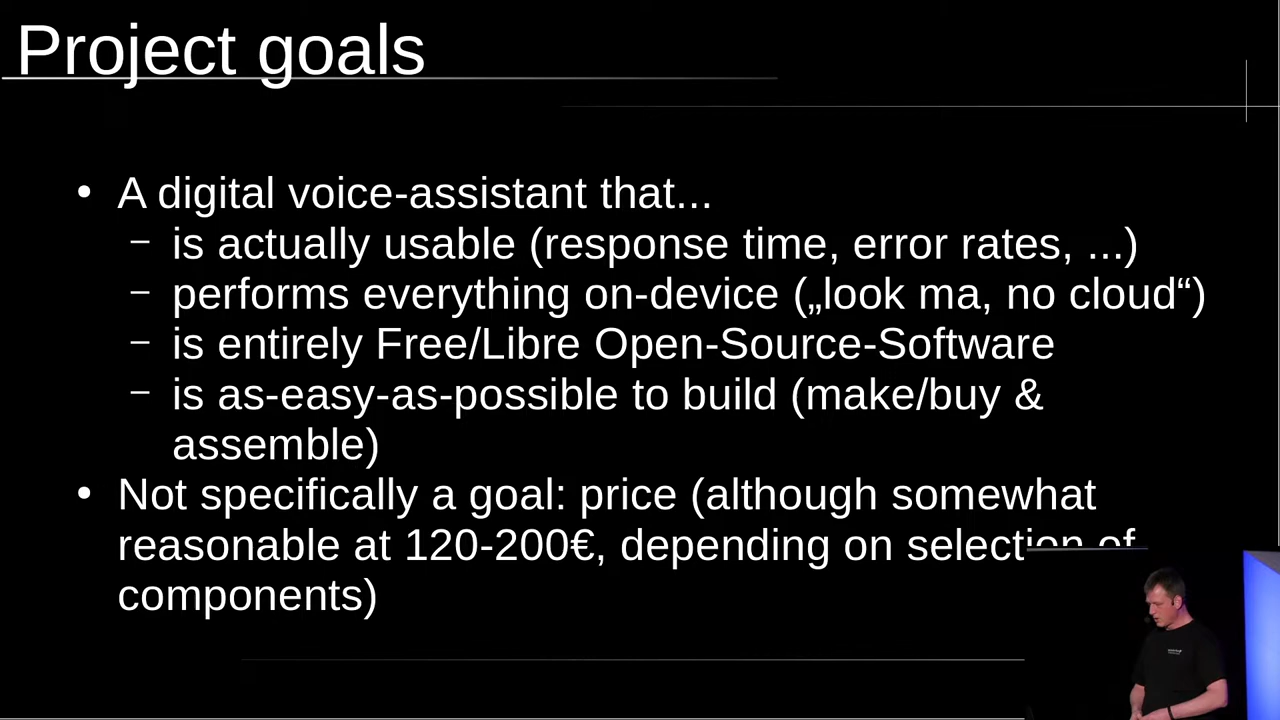 Project goals
• A digital voice-assistant that...
– is actually usable (response time, error rates, ...)
– performs everything on-device („look ma, no cloud“)
– is entirely Free/Libre Open-Source-Software
– is as-easy-as-possible to build (make/buy &
assemble)
• Not specifically a goal: price (although somewhat
reasonable at 120-200€, depending on selection of
components)